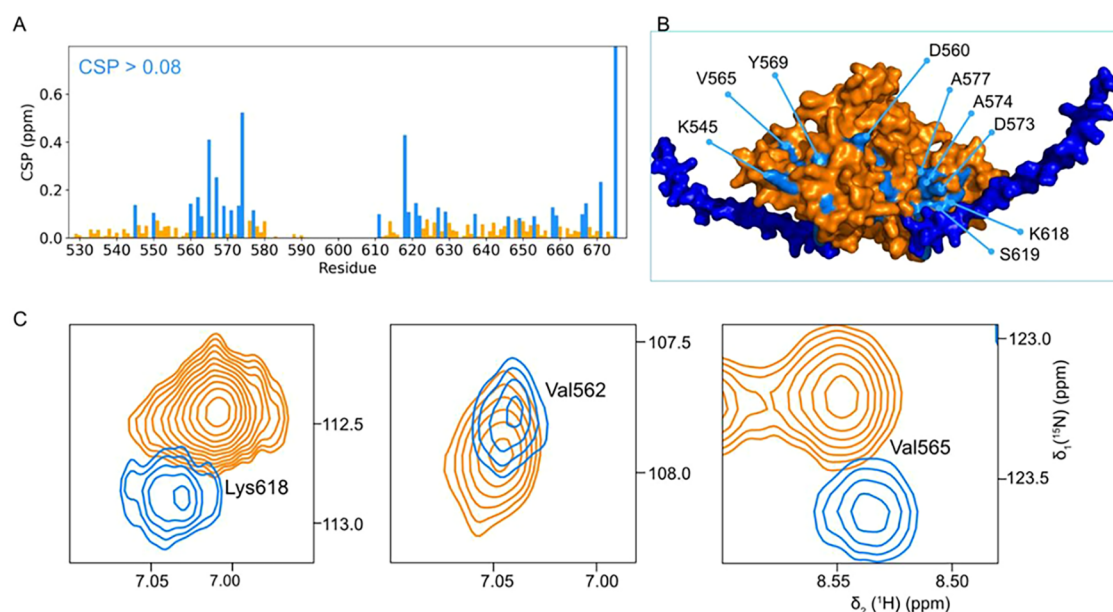 A
CSP > 0.08
CSP (ppm)
0.6
0.4
0.2
0.0
530 540 550 560 570 580 590 600 610 620 630 640 650 660 670
Residue
B
D560
Y569
A577
V565
A574
K545
D573
K618
S619
C
Lys618
112.5
113.0
7.05 7.00
Val562
107.5
108.0
7.05 7.00
Val565
123.0
123.5
8.55 8.50
δ₁(¹⁵N) (ppm)
δ₂ (¹H) (ppm)